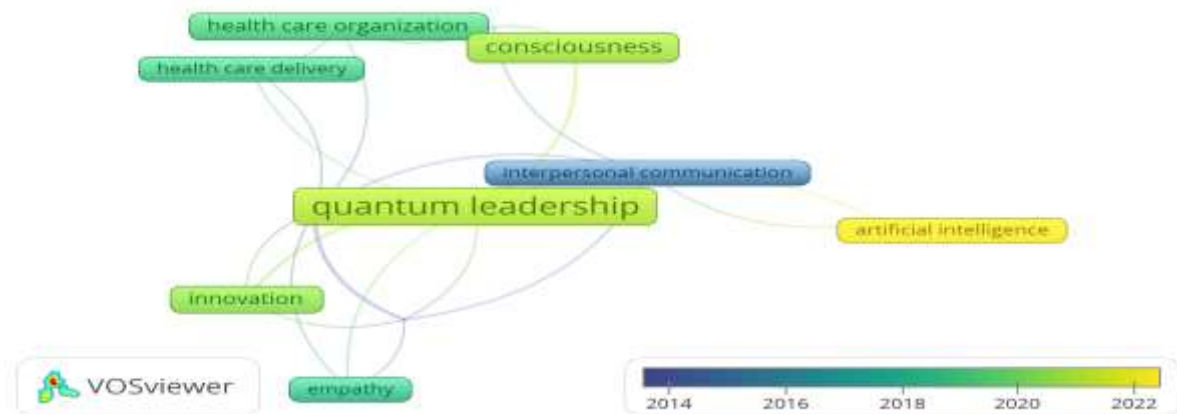 health care organization
consciousness
health care delivery
interpersonal communication
quantum leadership
artificial intelligence
innovation
empathy
VOSviewer
2014 2016 2018 2020 2022